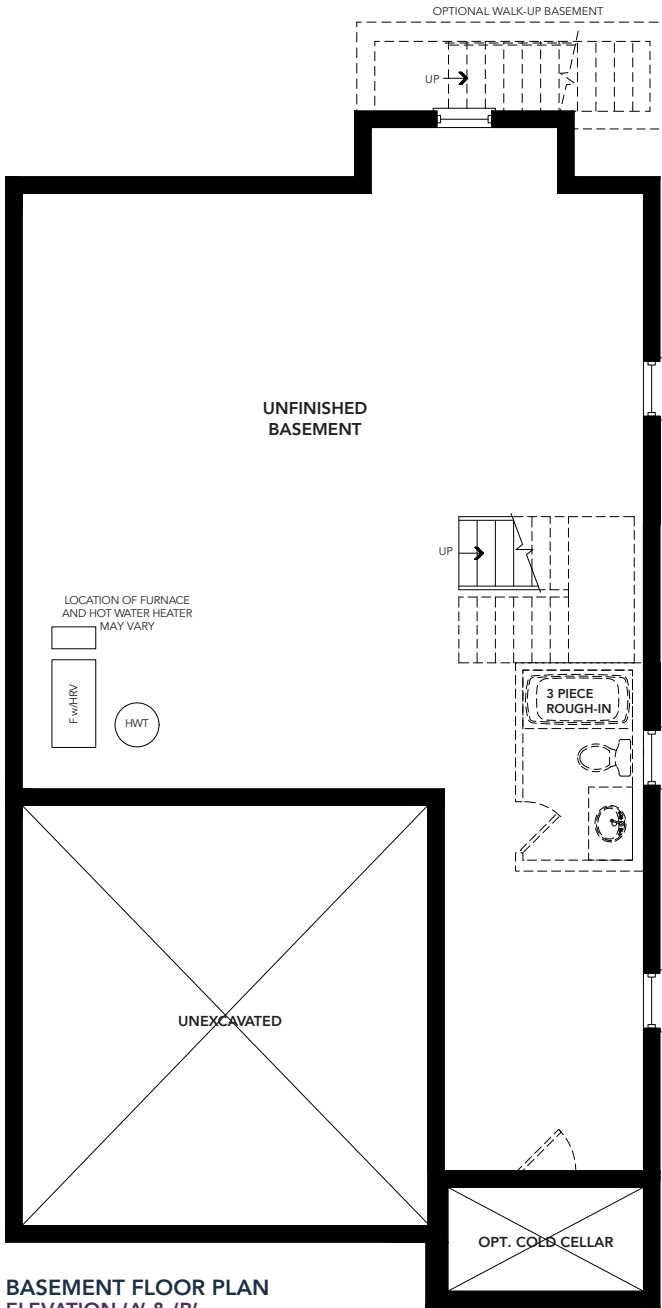 OPTIONAL WALK-UP BASEMENT
UP
UNFINISHED
BASEMENT
UP
LOCATION OF FURNACE
AND HOT WATER HEATER
MAY VARY
F w/HRV
HWT
3 PIECE
ROUGH-IN
UNEXCAVATED
OPT. COLD CELLAR
BASEMENT FLOOR PLAN
ELEVATION 'A' & 'B'